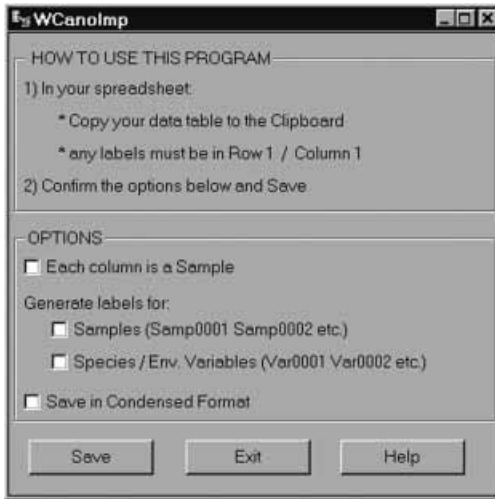 WCanoImp
HOW TO USE THIS PROGRAM
1) In your spreadsheet:
* Copy your data table to the Clipboard
* any labels must be in Row 1 / Column 1
2) Confirm the options below and Save
OPTIONS
Each column is a Sample
Generate labels for:
Samples (Samp0001 Samp0002 etc.)
Species / Env. Variables (Var0001 Var0002 etc.)
Save in Condensed Format
Save Exit Help